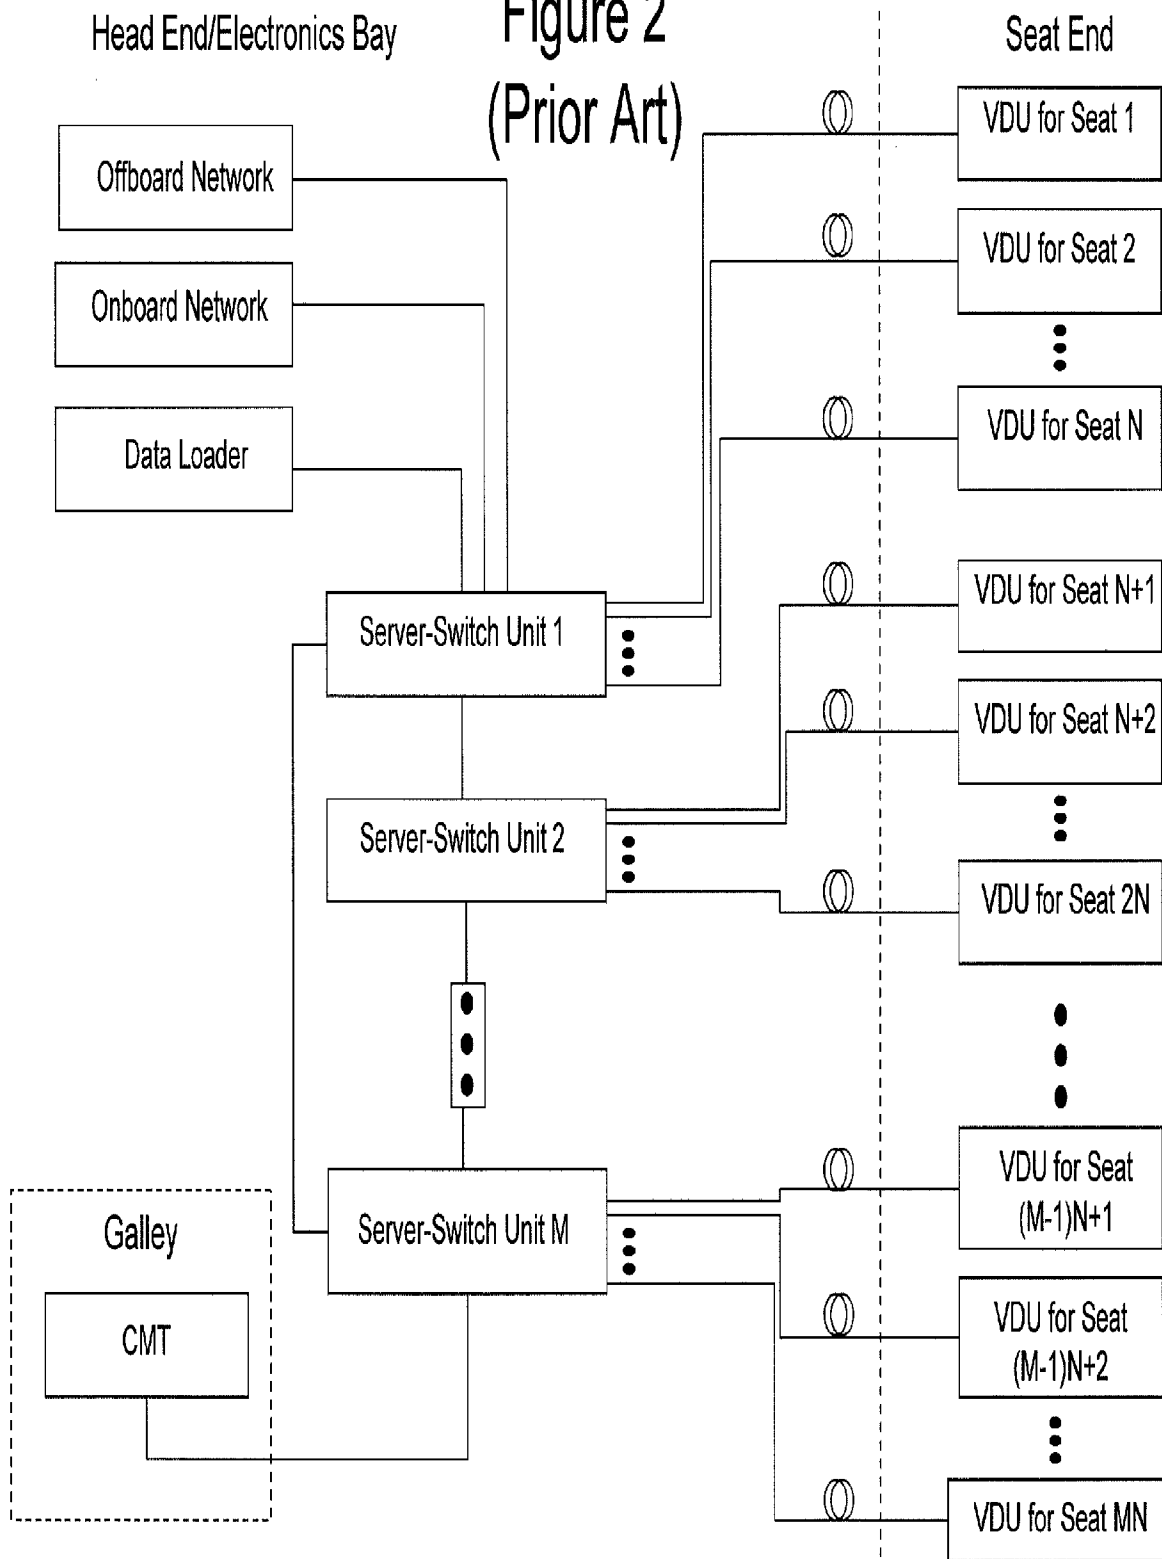 Head End/Electronics Bay
Figure 2
(Prior Art)
Seat End
Offboard Network
Onboard Network
Data Loader
VDU for Seat 1
VDU for Seat 2
VDU for Seat N
Server-Switch Unit 1
VDU for Seat N+1
VDU for Seat N+2
Server-Switch Unit 2
VDU for Seat 2N
Server-Switch Unit M
VDU for Seat
(M-1)N+1
VDU for Seat
(M-1)N+2
VDU for Seat MN
Galley
CMT